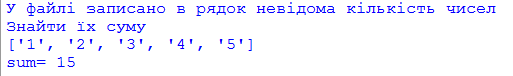 У файлі записано в рядок невідома кількість чисел
Знайти їх суму
['1', '2', '3', '4', '5']
sum= 15